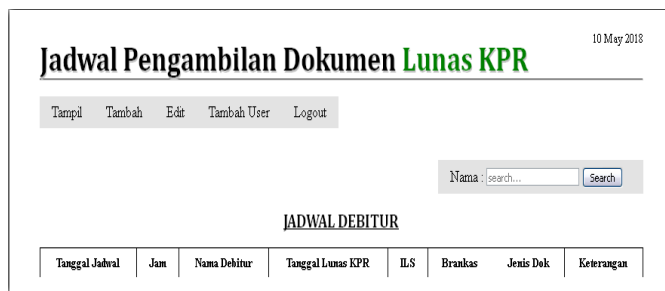 10 May 2018
Jadwal Pengambilan Dokumen Lunas KPR
Tampil Tambah Edit Tambah User Logout
Nama : search... Search
JADWAL DEBITUR
Tanggal Jadwal Jam Nama Debitur Tanggal Lunas KPR ILS Brankas Jenis Dok Keterangan